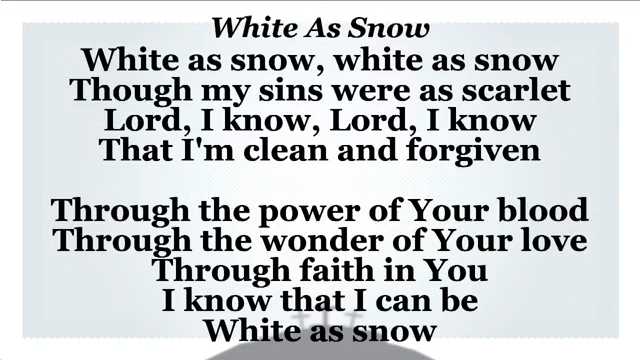 White As Snow
White as snow, white as snow
Though my sins were as scarlet
Lord, I know, Lord, I know
That I'm clean and forgiven
Through the power of Your blood
Through the wonder of Your love
Through faith in You
I know that I can be
White as snow